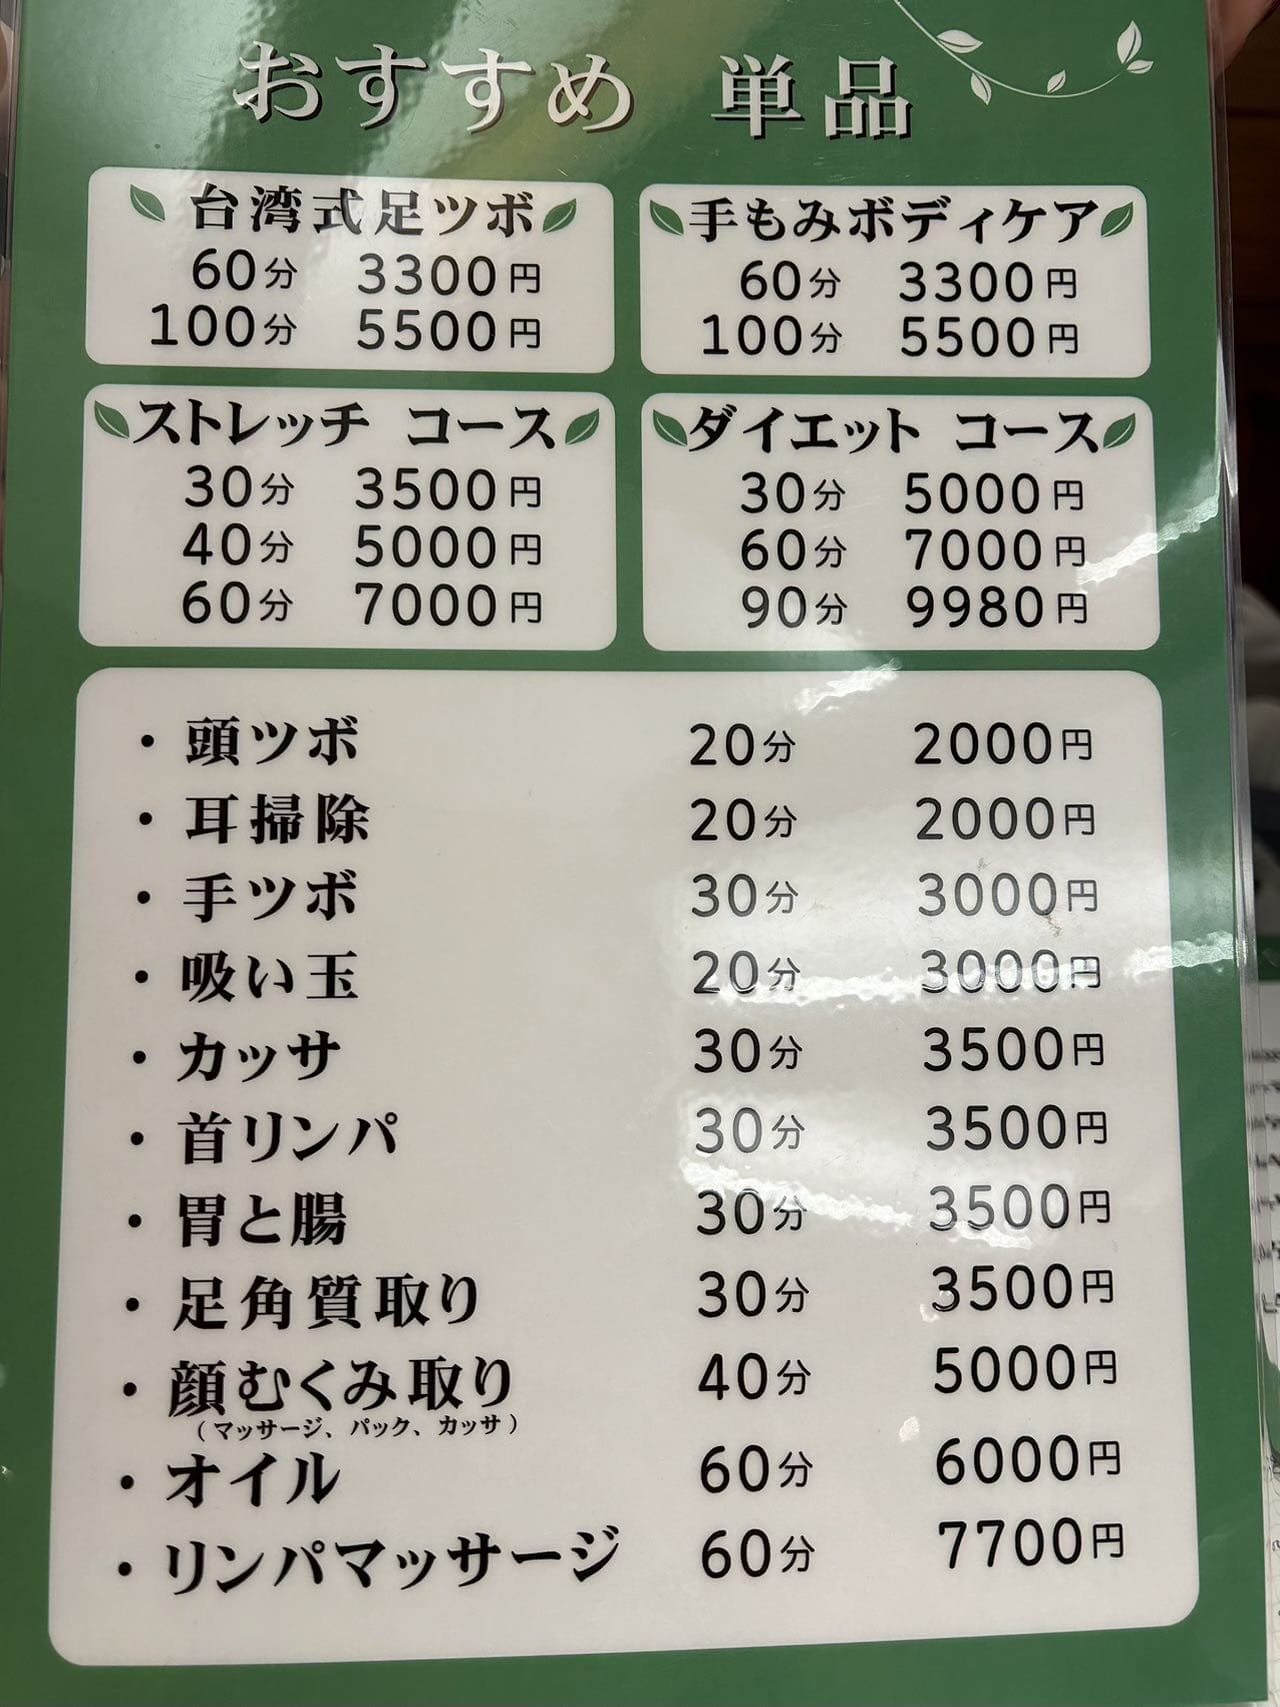 おすすめ 単品
台湾式足ツボ
60分 3300円
100分 5500円
手もみボディケア
60分 3300円
100分 5500円
ストレッチ コース
30分 3500円
40分 5000円
60分 7000円
ダイエット コース
30分 5000円
60分 7000円
90分 9980円
・頭ツボ 20分 2000円
・耳掃除 20分 2000円
・手ツボ 30分 3000円
・吸い玉 20分 3000円
・カッサ 30分 3500円
・首リンパ 30分 3500円
・胃と腸 30分 3500円
・足角質取り 30分 3500円
・顔むくみ取り 40分 5000円
（マッサージ、パック、カッサ）
・オイル 60分 6000円
・リンパマッサージ 60分 7700円